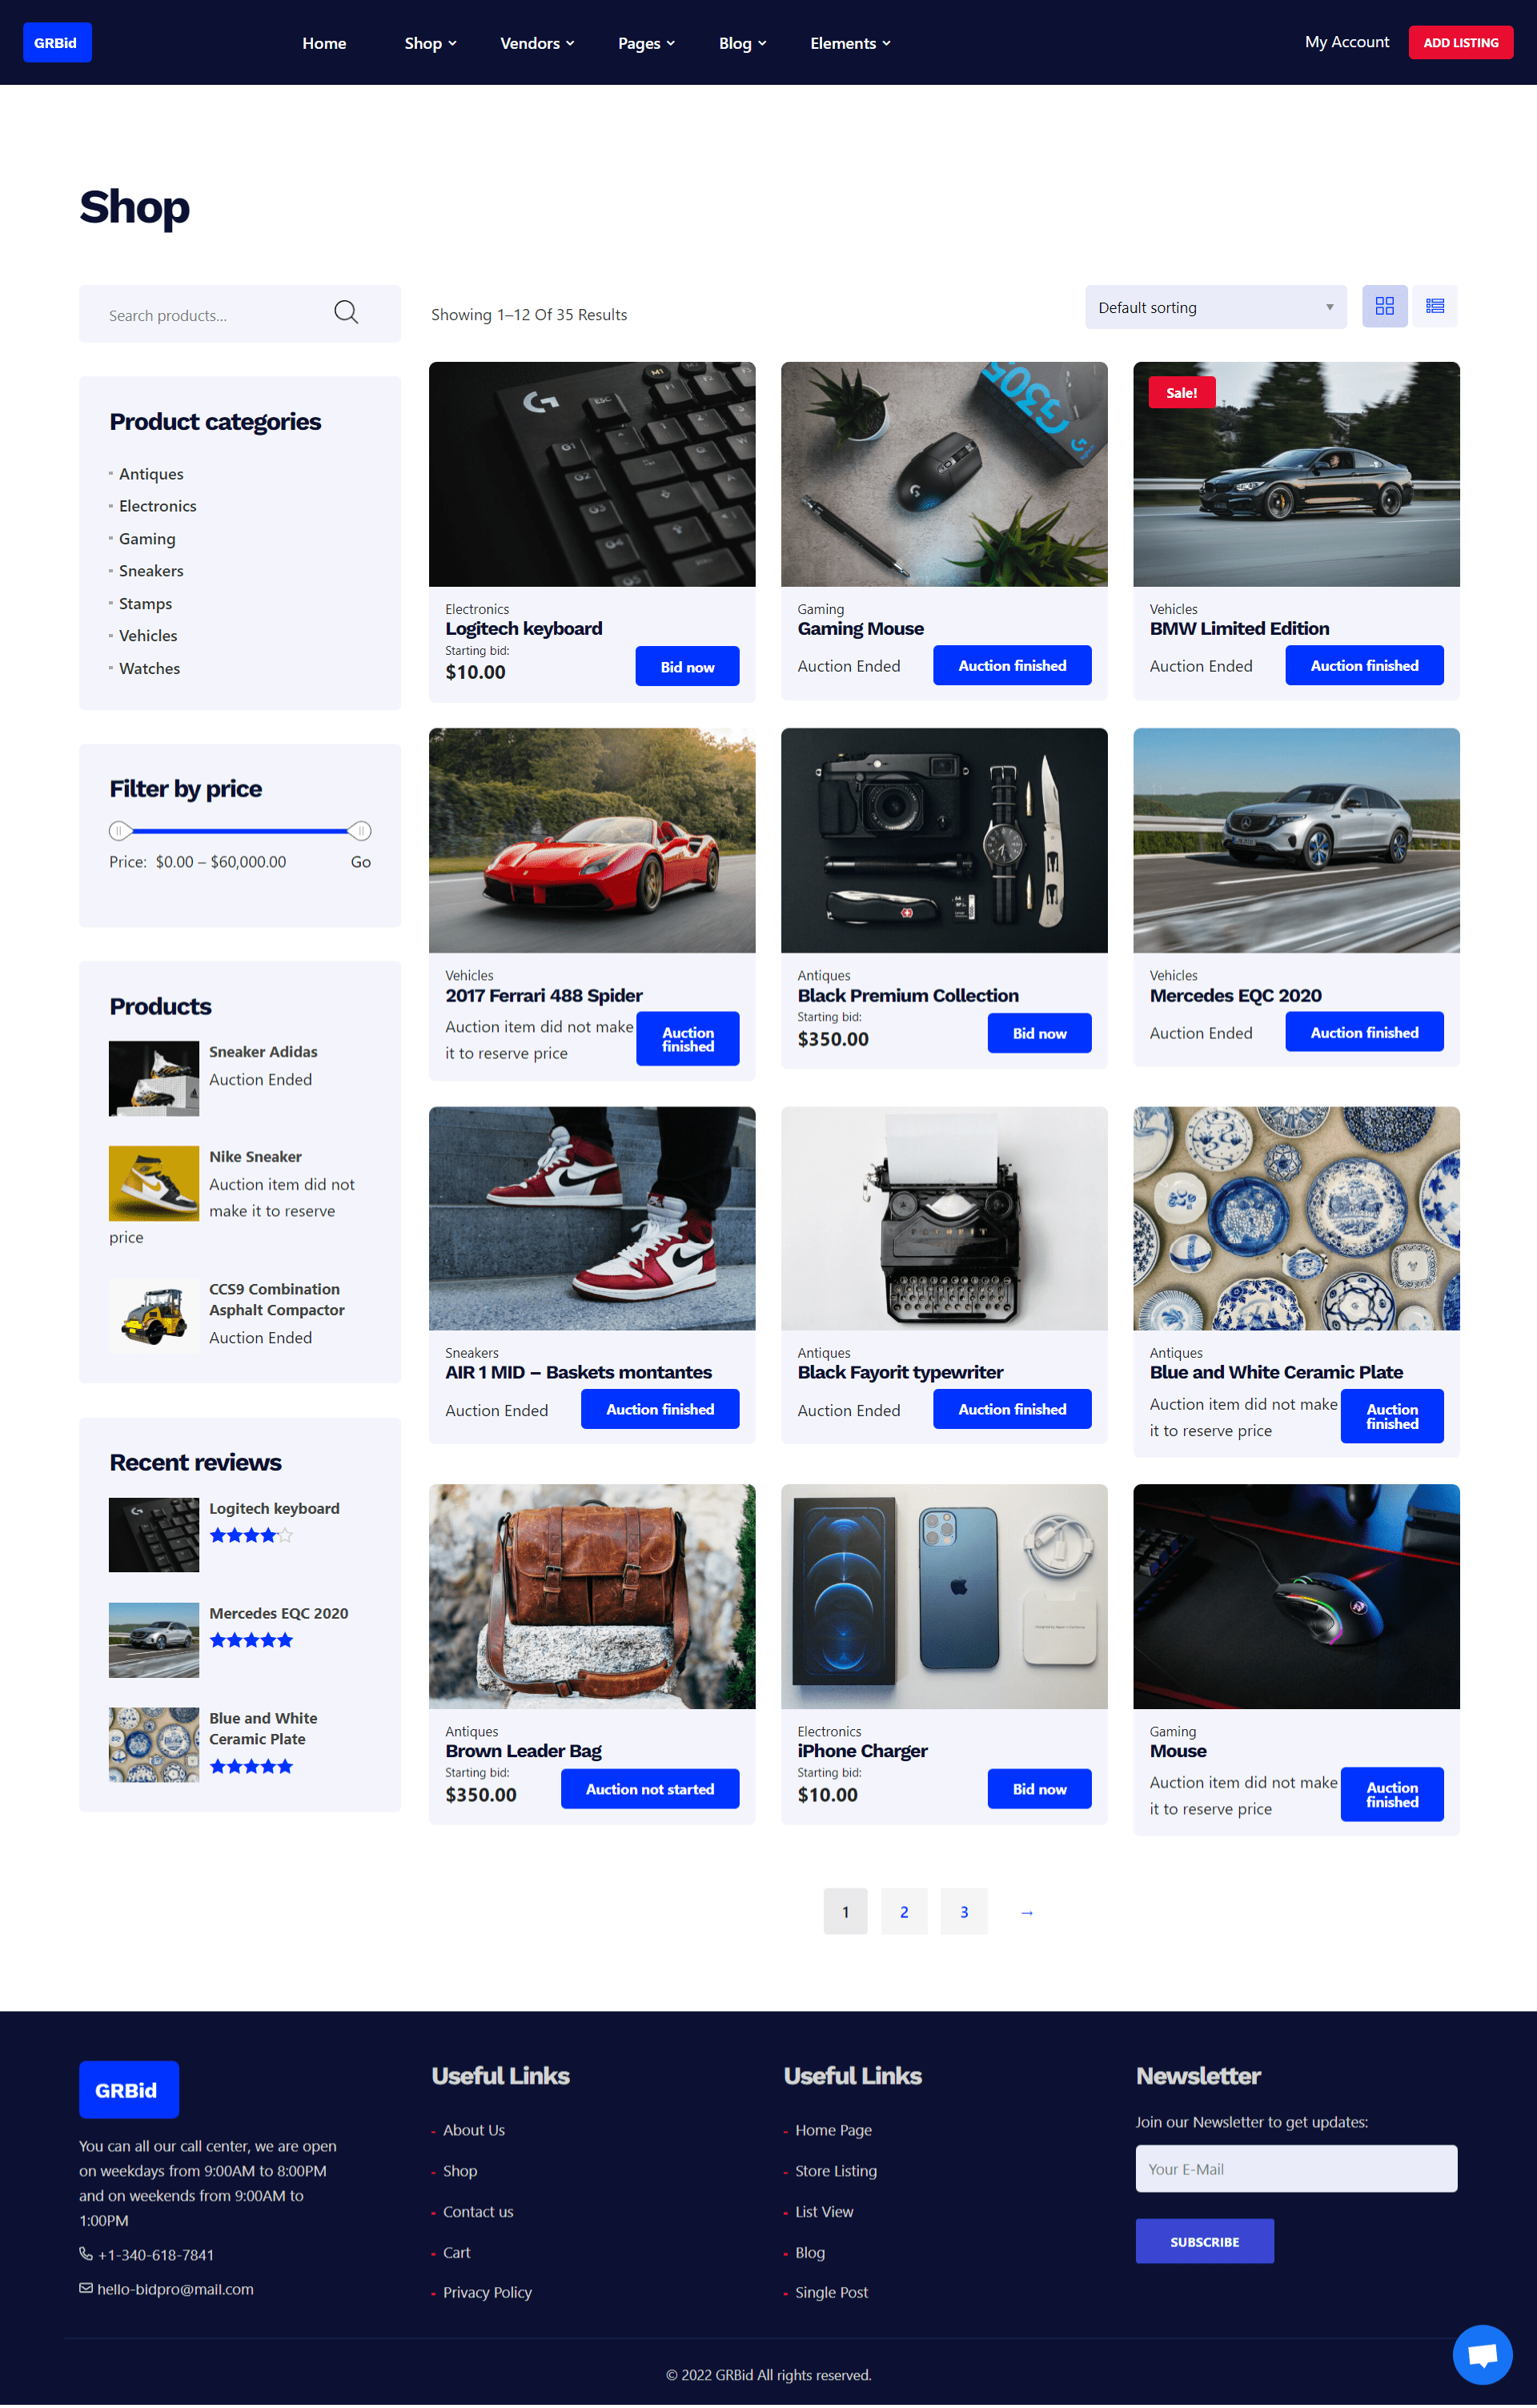 GRBid
Home
Shop
Vendors
Pages
Blog
Elements
My Account
ADD LISTING
Shop
Search products...
Showing 1–12 Of 35 Results
Default sorting
Product categories
Antiques
Electronics
Gaming
Sneakers
Stamps
Vehicles
Watches
Filter by price
Price: $0.00 – $60,000.00
Go
Products
Sneaker Adidas
Auction Ended
Nike Sneaker
Auction item did not
make it to reserve
price
CCS9 Combination
Asphalt Compactor
Auction Ended
Recent reviews
Logitech keyboard
Mercedes EQC 2020
Blue and White
Ceramic Plate
M1
F1
F2
F3
ESC
G1
G2
G3
G4
G5
Electronics
Logitech keyboard
Starting bid:
$10.00
Bid now
G305
Gaming
Gaming Mouse
Auction Ended
Auction finished
Sale!
Vehicles
BMW Limited Edition
Auction Ended
Auction finished
Vehicles
2017 Ferrari 488 Spider
Auction item did not make
it to reserve price
Auction
finished
Antiques
Black Premium Collection
Starting bid:
$350.00
Bid now
Vehicles
Mercedes EQC 2020
Auction Ended
Auction finished
Sneakers
AIR 1 MID – Baskets montantes
Auction Ended
Auction finished
Antiques
Black Fayorit typewriter
Auction Ended
Auction finished
Antiques
Blue and White Ceramic Plate
Auction item did not make
it to reserve price
Auction
finished
Antiques
Brown Leader Bag
Starting bid:
$350.00
Auction not started
Electronics
iPhone Charger
Starting bid:
$10.00
Bid now
Gaming
Mouse
Auction item did not make
it to reserve price
Auction
finished
1
2
3
→
GRBid
You can all our call center, we are open
on weekdays from 9:00AM to 8:00PM
and on weekends from 9:00AM to
1:00PM
+1-340-618-7841
hello-bidpro@mail.com
Useful Links
About Us
Shop
Contact us
Cart
Privacy Policy
Useful Links
Home Page
Store Listing
List View
Blog
Single Post
Newsletter
Join our Newsletter to get updates:
Your E-Mail
SUBSCRIBE
© 2022 GRBid All rights reserved.